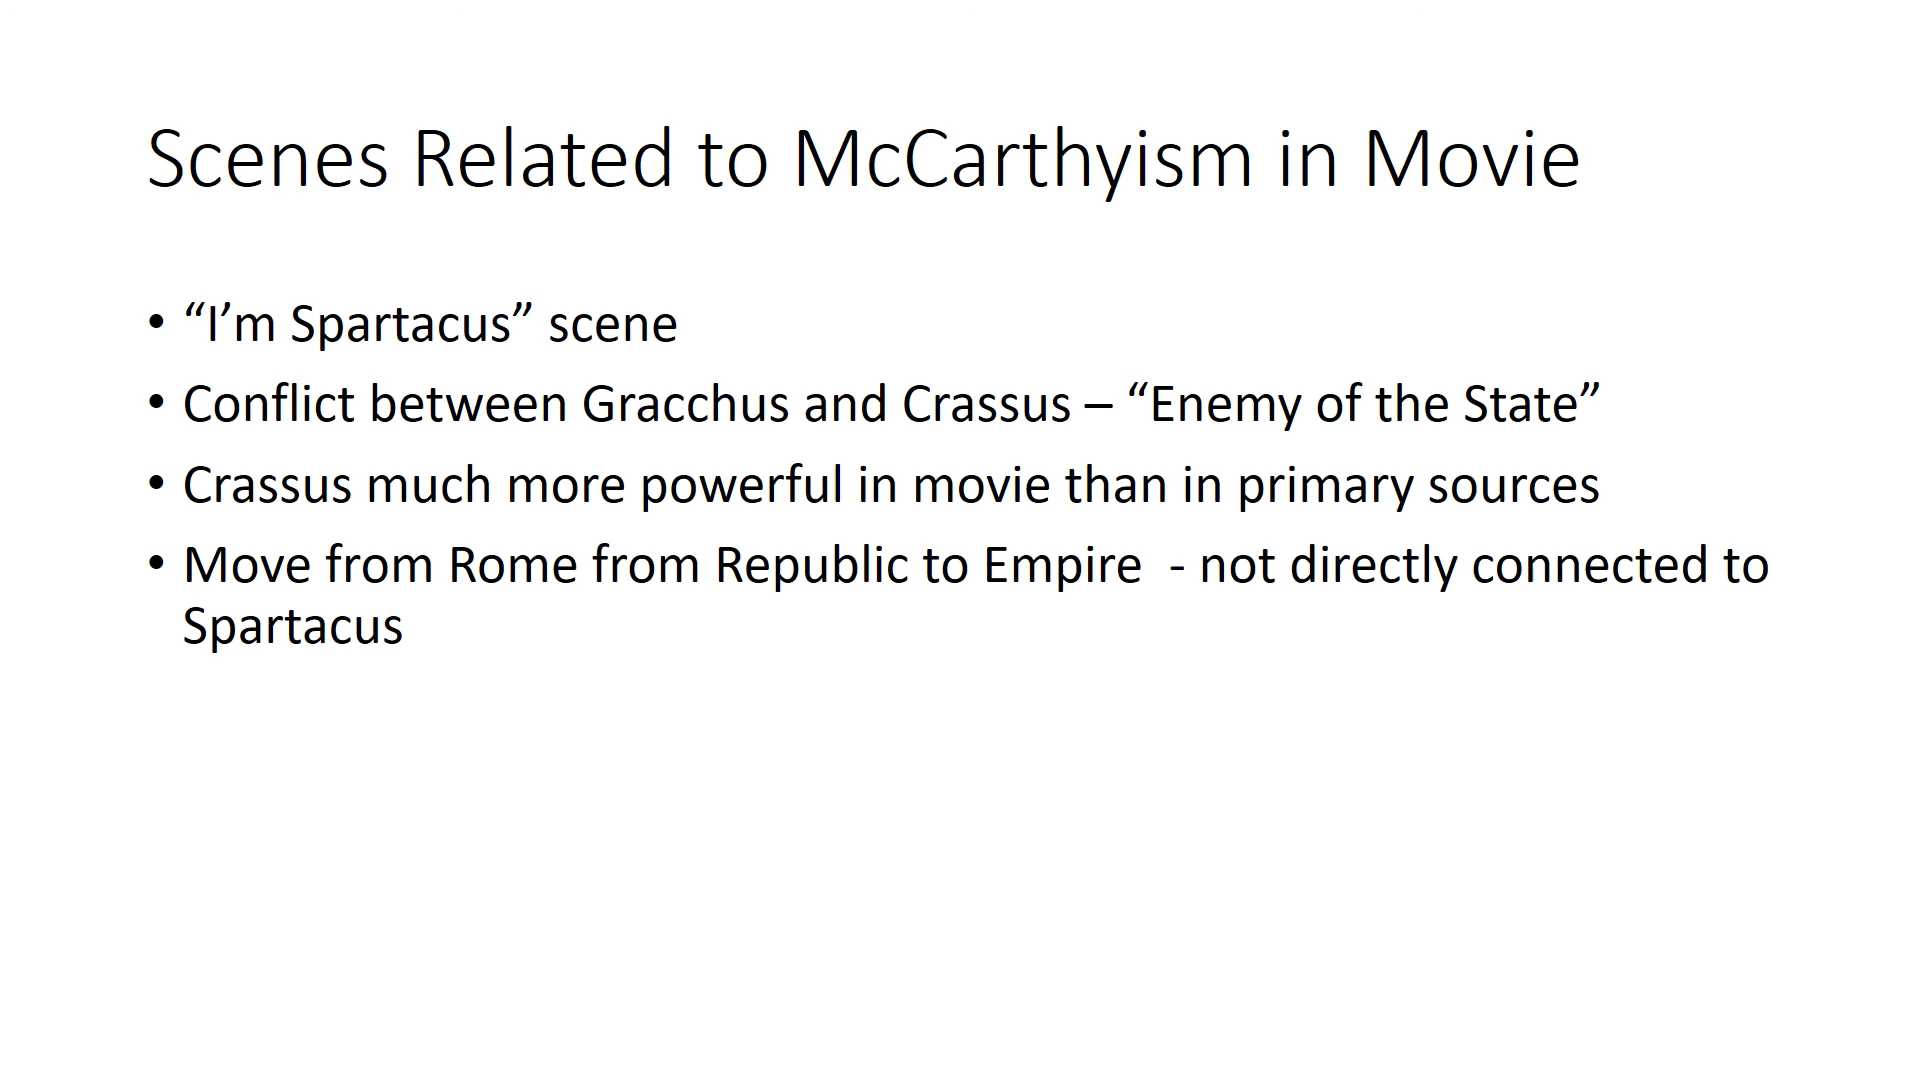 Scenes Related to McCarthyism in Movie
• “I’m Spartacus” scene
• Conflict between Gracchus and Crassus – “Enemy of the State”
• Crassus much more powerful in movie than in primary sources
• Move from Rome from Republic to Empire  - not directly connected to
Spartacus